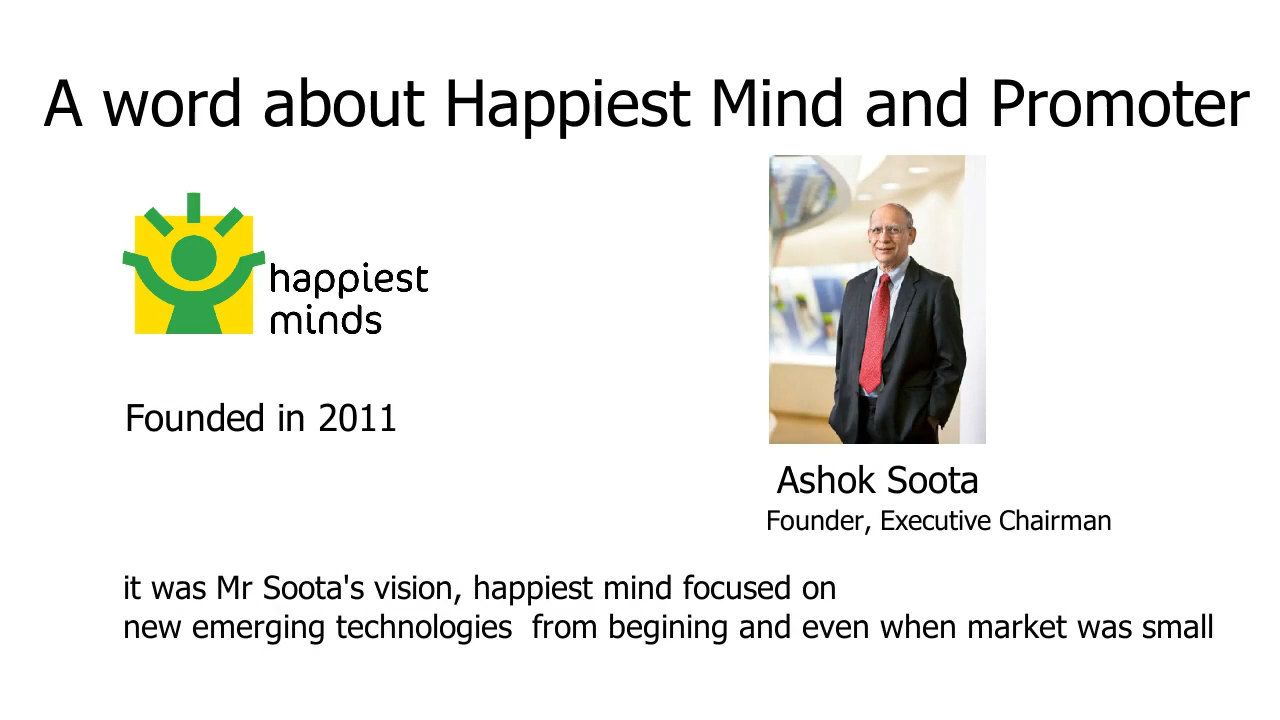 A word about Happiest Mind and Promoter
happiest
minds
Founded in 2011
Ashok Soota
Founder, Executive Chairman
it was Mr Soota's vision, happiest mind focused on
new emerging technologies  from begining and even when market was small